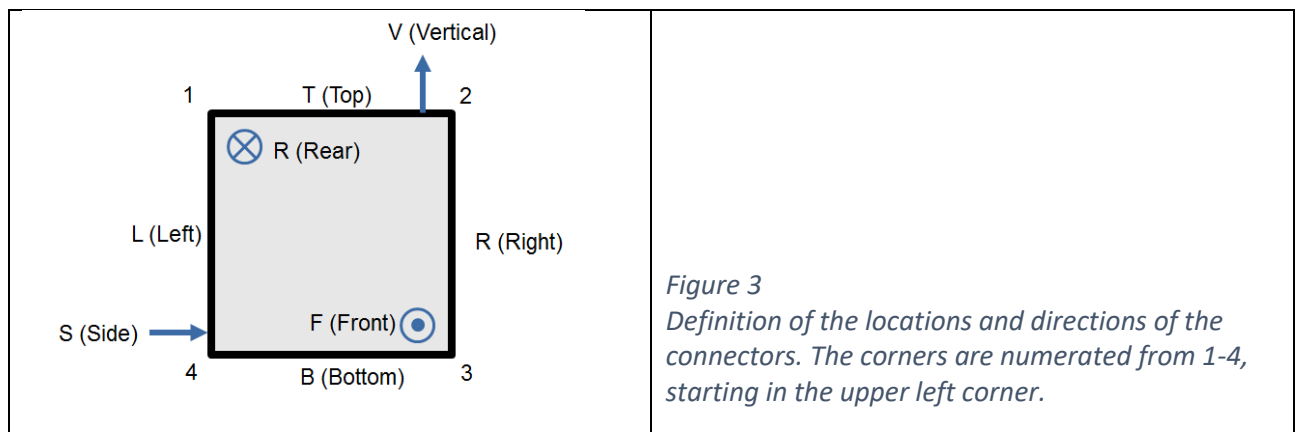 V (Vertical)
1
T (Top)
2
R (Rear)
L (Left)
R (Right)
F (Front)
S (Side)
4
B (Bottom)
3
Figure 3
Definition of the locations and directions of the
connectors. The corners are numerated from 1-4,
starting in the upper left corner.